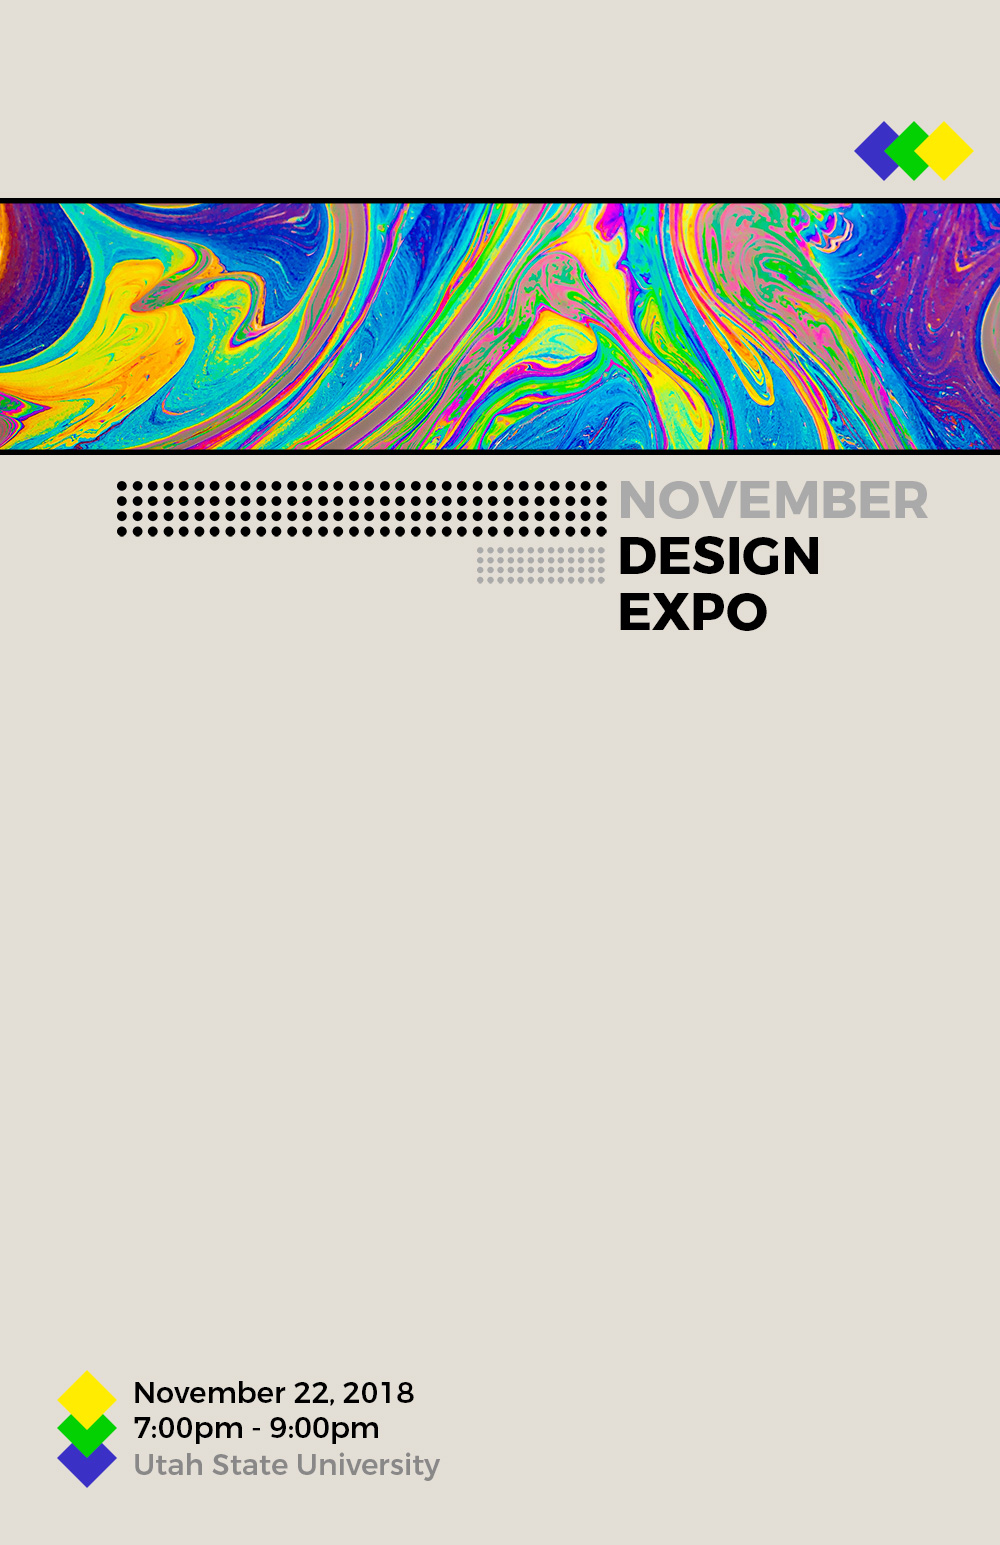 NOVEMBER
DESIGN
EXPO
November 22, 2018
7:00pm - 9:00pm
Utah State University